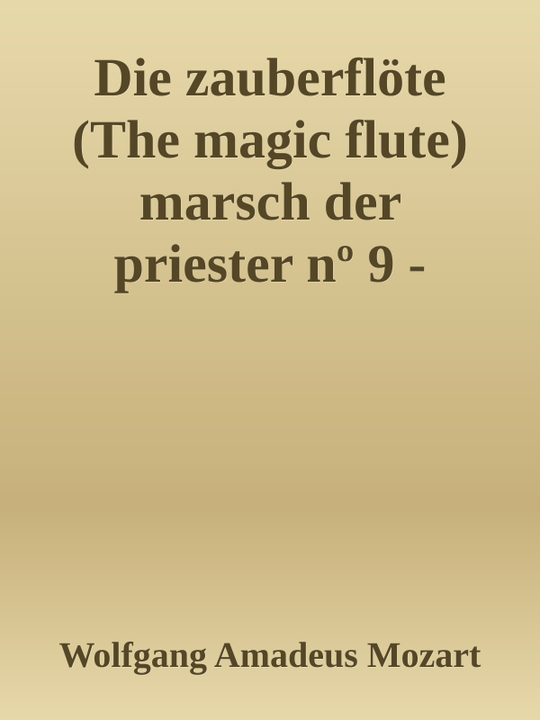 Die zauberflöte
(The magic flute)
marsch der
priester nº 9 -
Wolfgang Amadeus Mozart